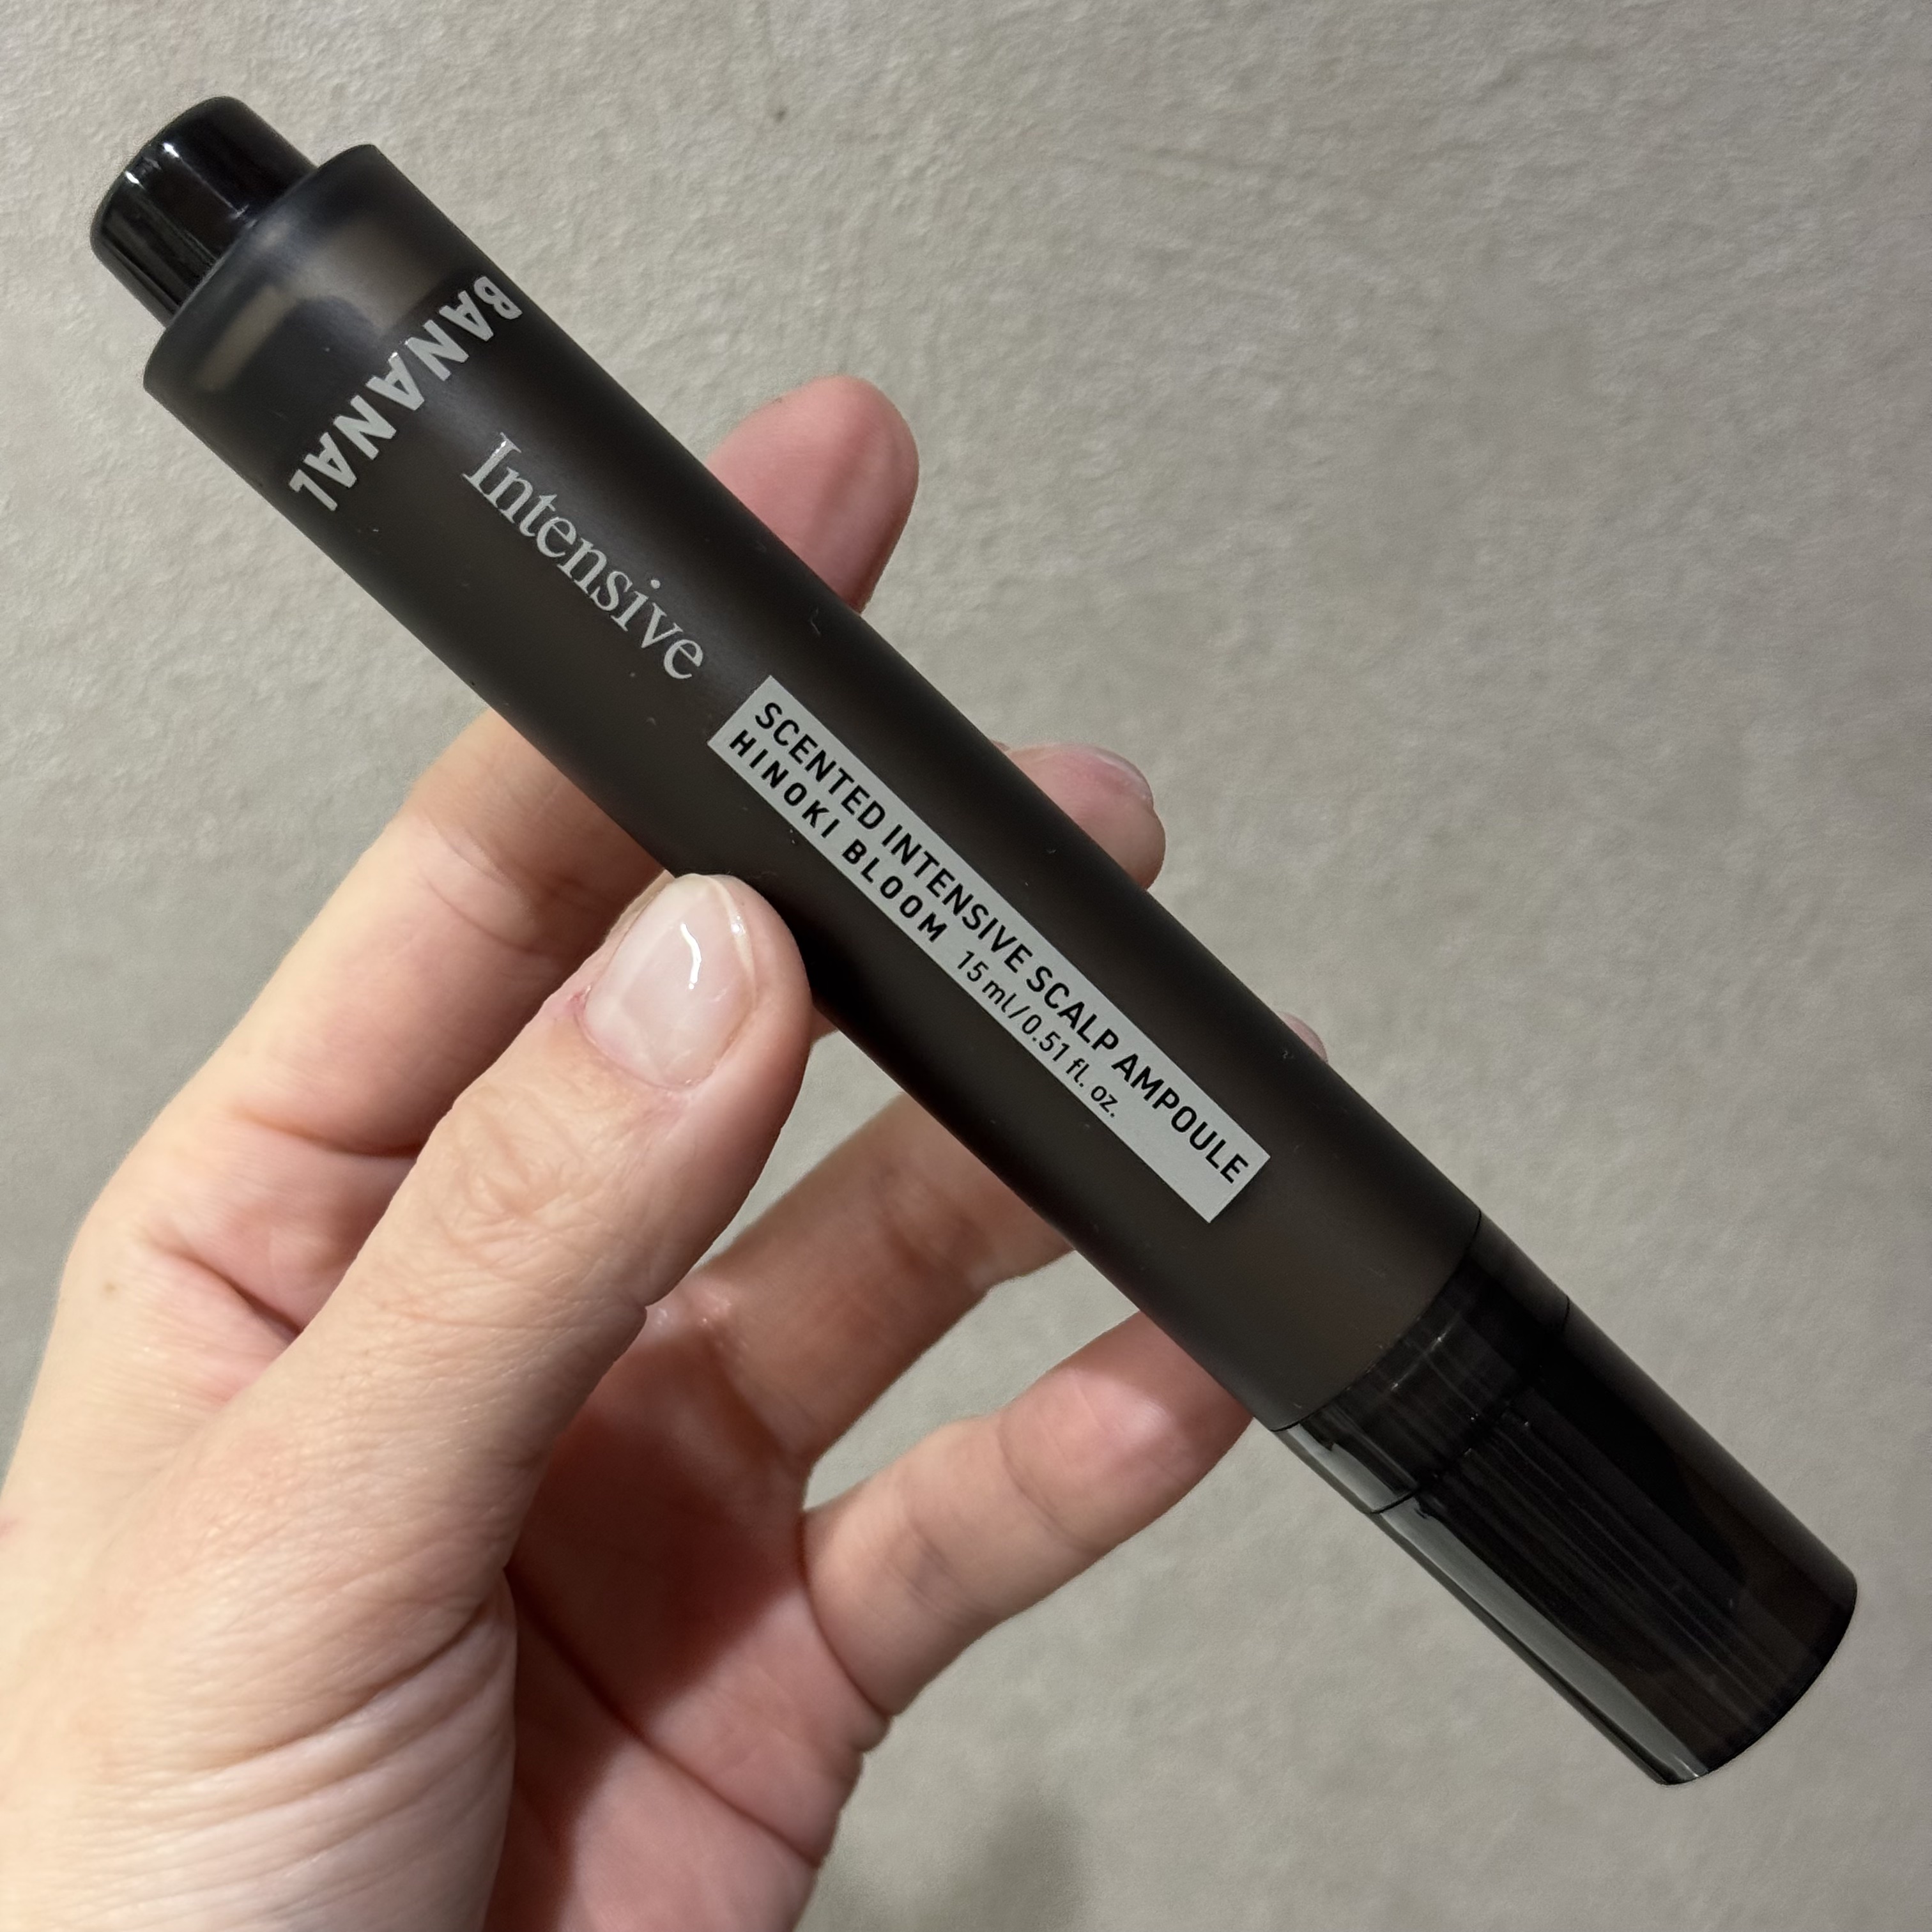 BANANAL
Intensive
SCENTED INTENSIVE SCALP AMPOULE
HINOKI BLOOM 15 ml/0.51 fl. oz.